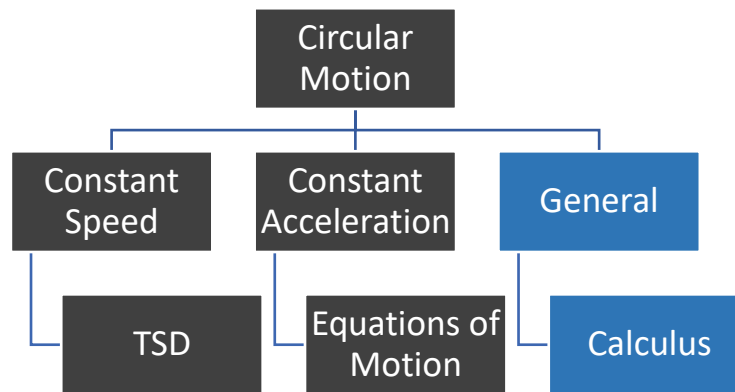 Circular
Motion
Constant
Speed
Constant
Acceleration
General
TSD
Equations of
Motion
Calculus